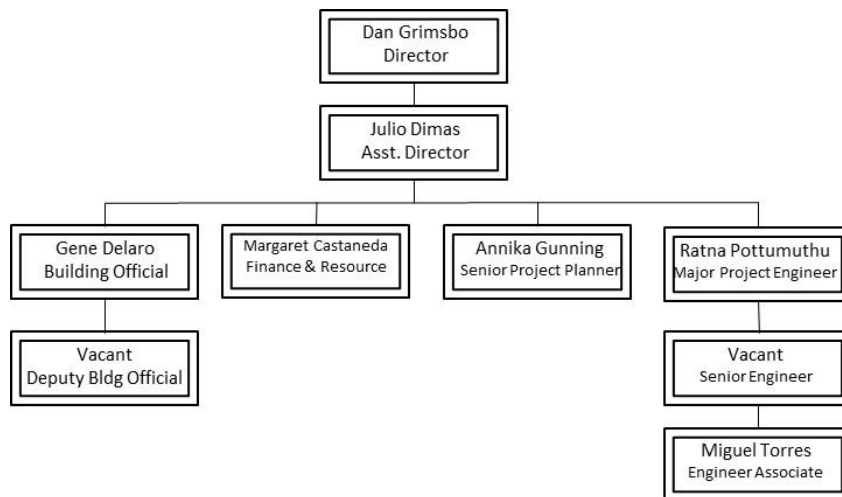 Dan Grimsbo
Director
Julio Dimas
Asst. Director
Gene Delaro
Building Official
Margaret Castaneda
Finance & Resource
Annika Gunning
Senior Project Planner
Ratna Pottumuthu
Major Project Engineer
Vacant
Deputy Bldg Official
Vacant
Senior Engineer
Miguel Torres
Engineer Associate